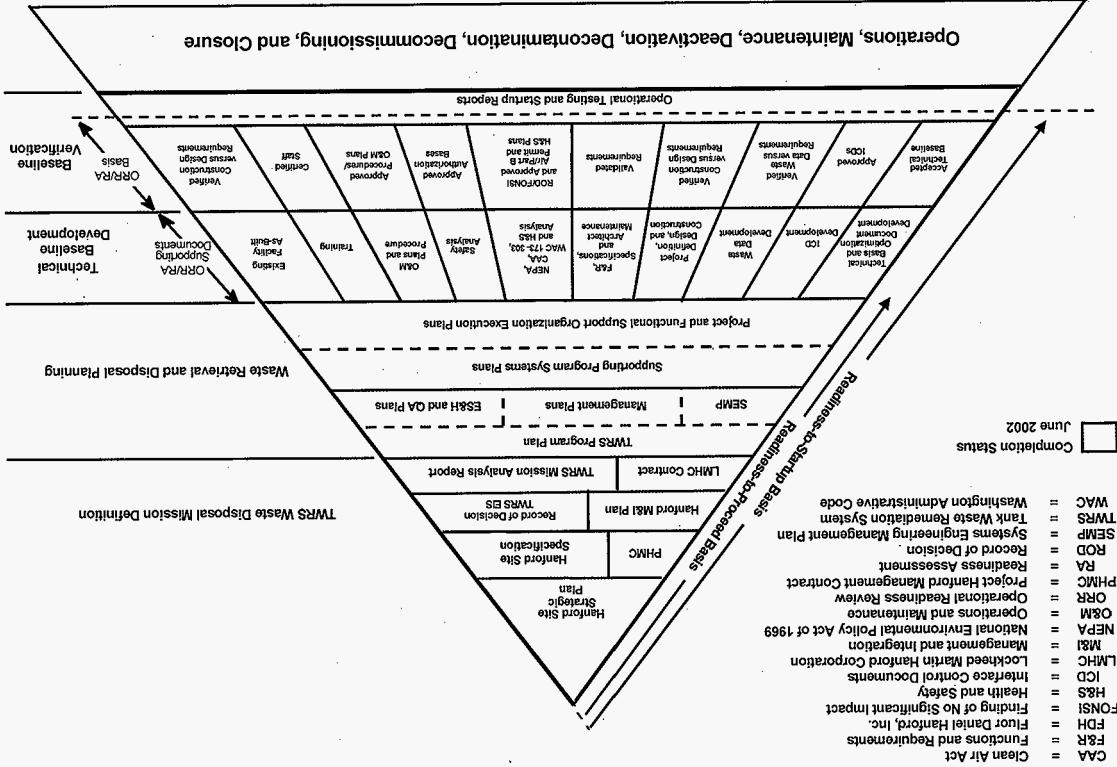 CAA = Clean Air Act
F&R = Functions and Requirements
FDH = Fluor Daniel Hanford, Inc.
FONSI = Finding of No Significant Impact
H&S = Health and Safety
ICD = Interface Control Documents
LMHC = Lockheed Martin Hanford Corporation
M&I = Management and Integration
NEPA = National Environmental Policy Act of 1969
O&M = Operations and Maintenance
ORR = Operational Readiness Review
PHMC = Project Hanford Management Contract
RA = Readiness Assessment
ROD = Record of Decision
SEMP = Systems Engineering Management Plan
TWRS = Tank Waste Remediation System
WAC = Washington Administrative Code
Completion Status
June 2002
Readiness-to-Startup Basis
Readiness-to-Proceed Basis
Hanford Site
Strategic
Plan
PHMC
Hanford Site
Specification
Hanford M&I Plan
Record of Decision
TWRS EIS
LMHC Contract
TWRS Mission Analysis Report
TWRS Waste Disposal Mission Definition
TWRS Program Plan
SEMP
Management Plans
ES&H and QA Plans
Supporting Program Systems Plans
Project and Functional Support Organization Execution Plans
Waste Retrieval and Disposal Planning
Technical
Basis and
Optimization
Document
Development
ICD
Development
Waste
Data
Development
Project
Definition,
Design, and
Construction
F&R,
Specifications,
and
Architect
Maintenance
NEPA,
CAA,
WAC 173-303,
and H&S
Analysis
Safety
Analysis
O&M
Plans and
Procedure
Training
Existing
Facility
As-Built
ORR/RA
Supporting
Documents
Technical
Baseline
Development
Accepted
Technical
Baseline
Approved
ICDs
Verified
Waste
Data versus
Requirements
Verified
Construction
versus Design
Requirements
Validated
Requirements
ROD/FONSI
and Approved
Air/Part B
Permit and
H&S Plans
Approved
Authorization
Bases
Approved
Procedures/
O&M Plans
Certified
Staff
Verified
Construction
versus Design
Requirements
ORR/RA
Basis
Baseline
Verification
Operational Testing and Startup Reports
Operations, Maintenance, Deactivation, Decontamination, Decommissioning, and Closure